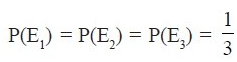 P(E₁) = P(E₂) = P(E₃) = 1/3